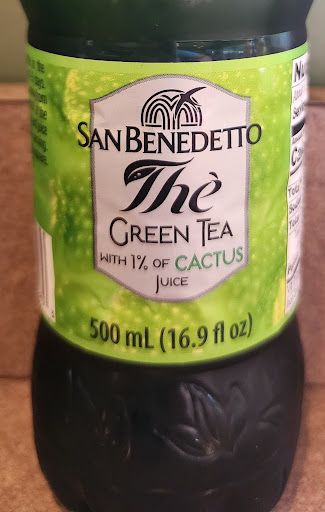 SAN BENEDETTO
Thè
GREEN TEA
WITH 1% OF CACTUS
JUICE
500 mL (16.9 fl oz)